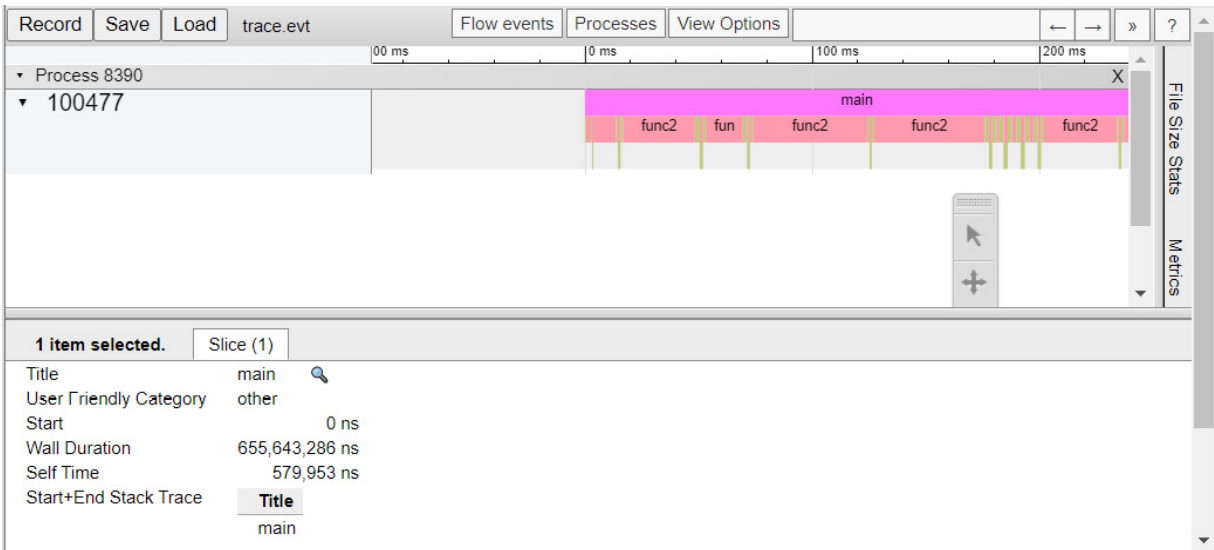 Record Save Load trace.evt Flow events Processes View Options ← → » ?
00 ms 0 ms 100 ms 200 ms
Process 8390 X
100477 main
func2 fun func2 func2 func2
File Size Stats
Metrics
1 item selected. Slice (1)
Title main
User Friendly Category other
Start 0 ns
Wall Duration 655,643,286 ns
Self Time 579,953 ns
Start+End Stack Trace Title
main